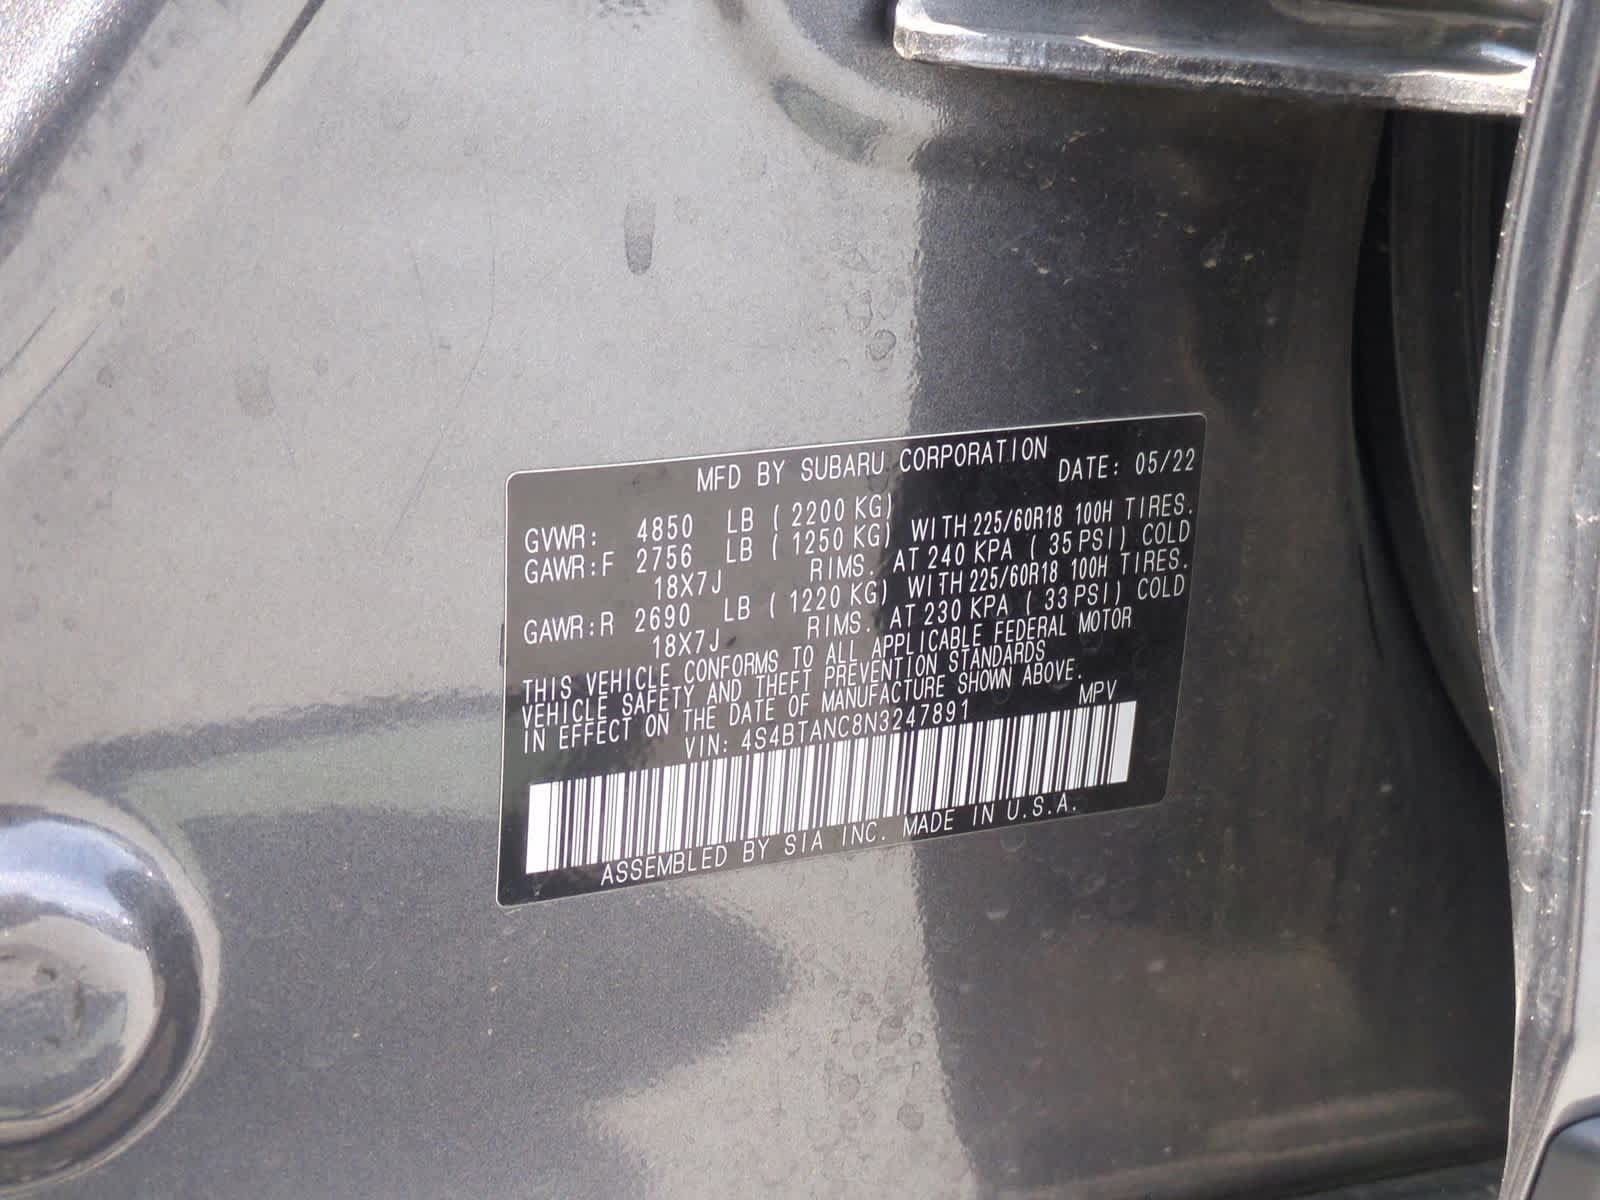 MFD BY SUBARU CORPORATION DATE: 05/22
GVWR: 4850 LB ( 2200 KG)
GAWR:F 2756 LB ( 1250 KG) WITH 225/60R18 100H TIRES.
18X7J RIMS. AT 240 KPA ( 35 PSI) COLD
GAWR:R 2690 LB ( 1220 KG) WITH 225/60R18 100H TIRES.
18X7J RIMS. AT 230 KPA ( 33 PSI) COLD
THIS VEHICLE CONFORMS TO ALL APPLICABLE FEDERAL MOTOR
VEHICLE SAFETY AND THEFT PREVENTION STANDARDS
IN EFFECT ON THE DATE OF MANUFACTURE SHOWN ABOVE.
VIN: 4S4BTANC8N3247891 MPV
ASSEMBLED BY SIA INC. MADE IN U.S.A.